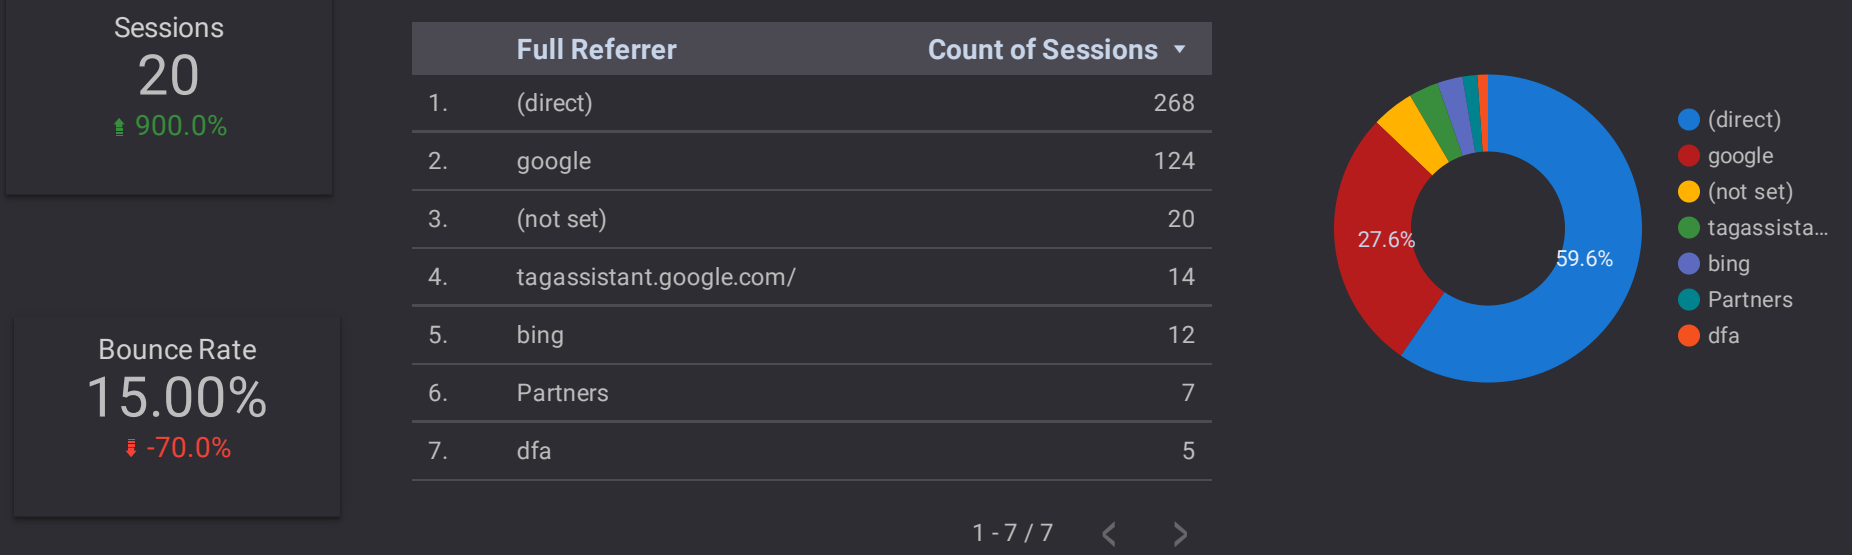 Sessions
20
900.0%
Bounce Rate
15.00%
-70.0%
Full Referrer Count of Sessions
1. (direct) 268
2. google 124
3. (not set) 20
4. tagassistant.google.com/ 14
5. bing 12
6. Partners 7
7. dfa 5
1 - 7 / 7
27.6%
59.6%
(direct)
google
(not set)
tagassista...
bing
Partners
dfa